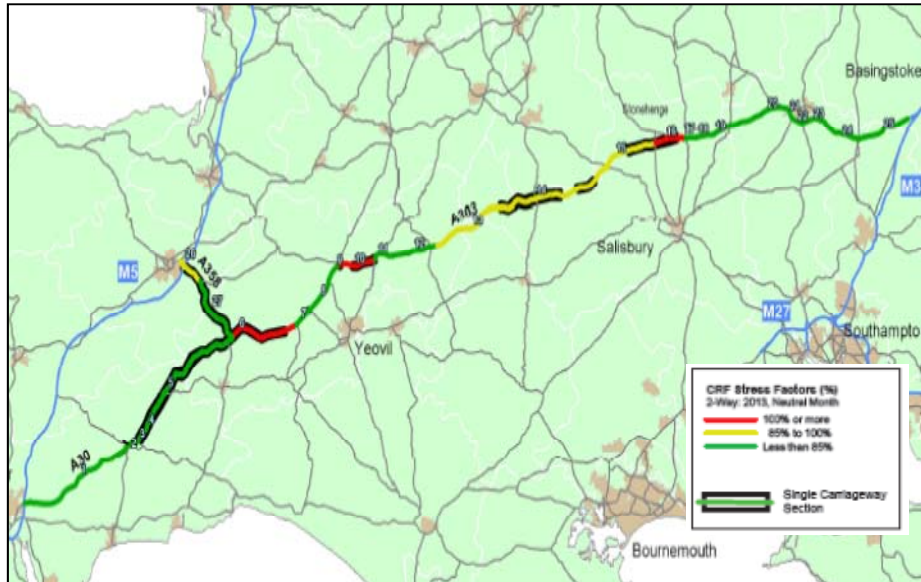 Basingstoke
Stonehenge
M3
A303
Salisbury
A358
M5
M27
Southampto
Yeovil
CRF Stress Factors (%)
2-Way: 2013, Neutral Month
100% or more
85% to 100%
Less than 85%
A30
Single Carriageway
Section
Bournemouth